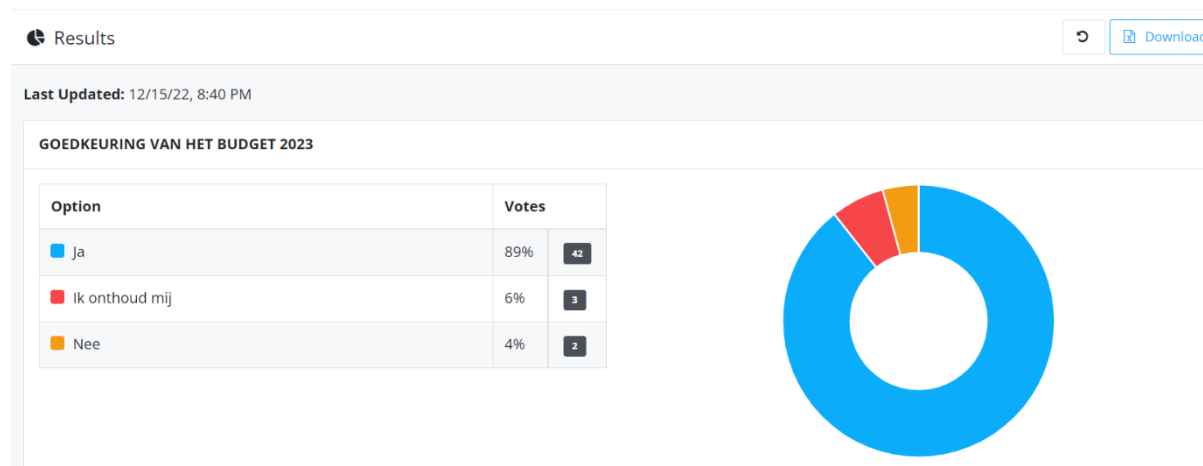 Results
Download
Last Updated: 12/15/22, 8:40 PM
GOEDKEURING VAN HET BUDGET 2023
Option Votes
Ja 89% 42
Ik onthoud mij 6% 3
Nee 4% 2